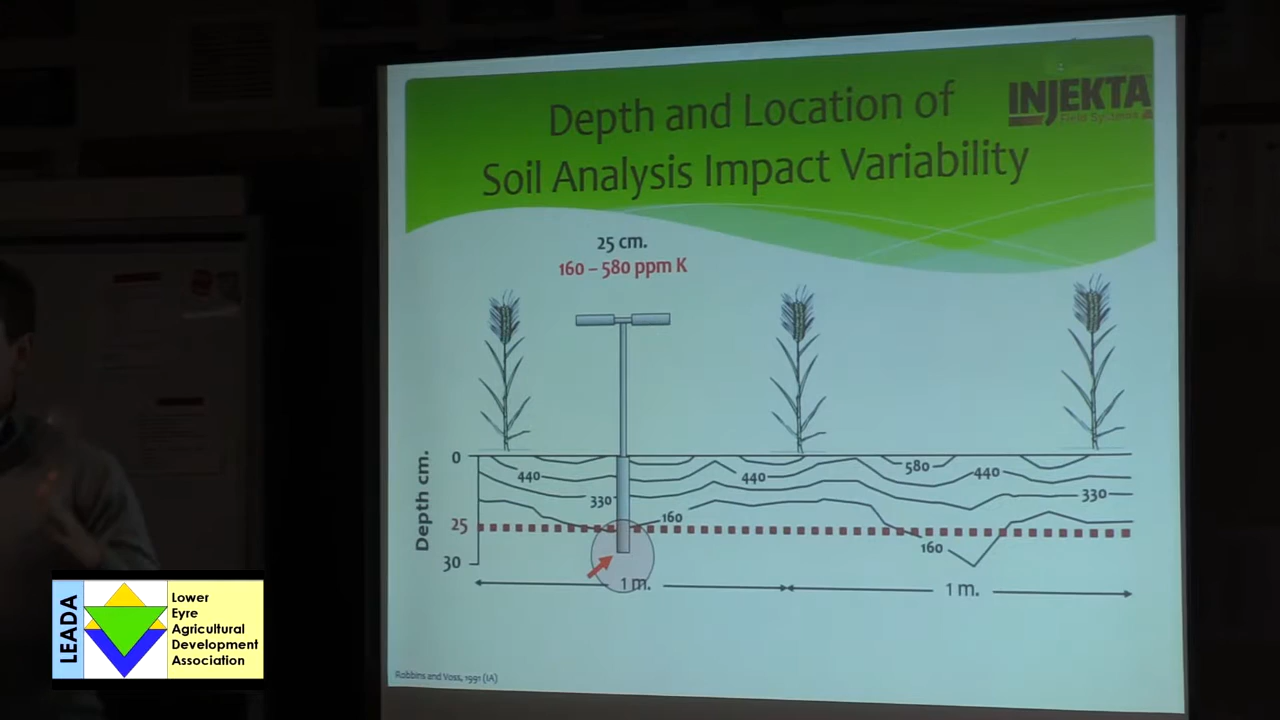 Depth and Location of
Soil Analysis Impact Variability
INJEKTA
Field Systems
25 cm.
160 – 580 ppm K
Depth cm.
0
25
30
440
330
160
440
580
440
330
160
1 m.
1 m.
Robbins and Voss, 1991 (IA)
LEADA
Lower
Eyre
Agricultural
Development
Association